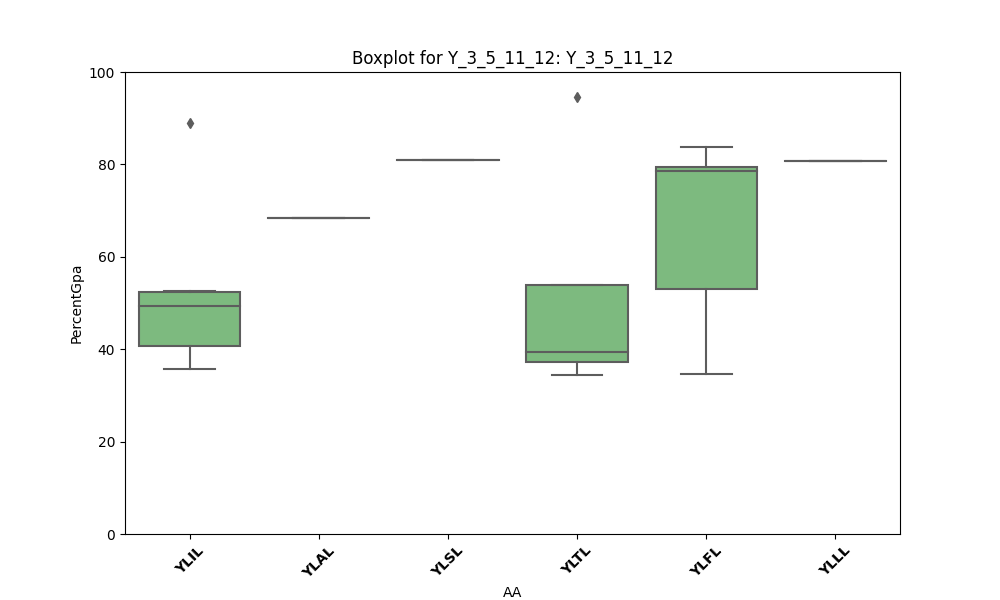 Boxplot for Y_3_5_11_12: Y_3_5_11_12
100
80
60
40
20
0
PercentGpa
YLIL
YLAL
YLSL
YLTL
YLFL
YLLL
AA